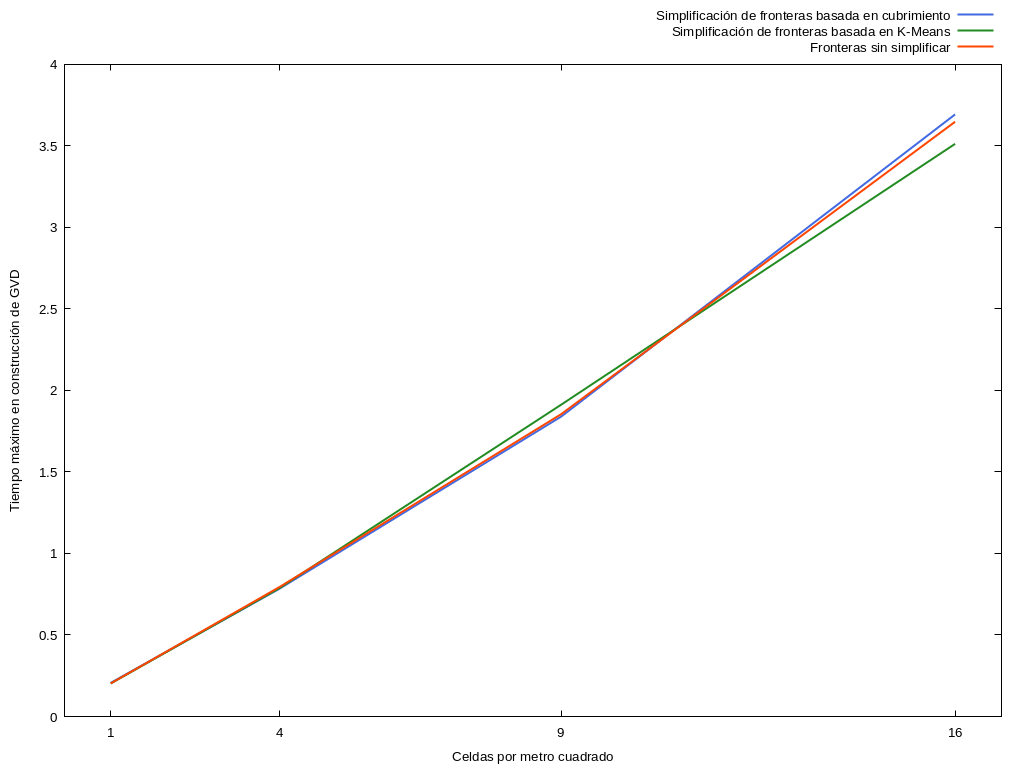 Simplificación de fronteras basada en cubrimiento
Simplificación de fronteras basada en K-Means
Fronteras sin simplificar
4
3.5
3
2.5
2
1.5
1
0.5
0
Tiempo máximo en construcción de GVD
1 4 9 16
Celdas por metro cuadrado